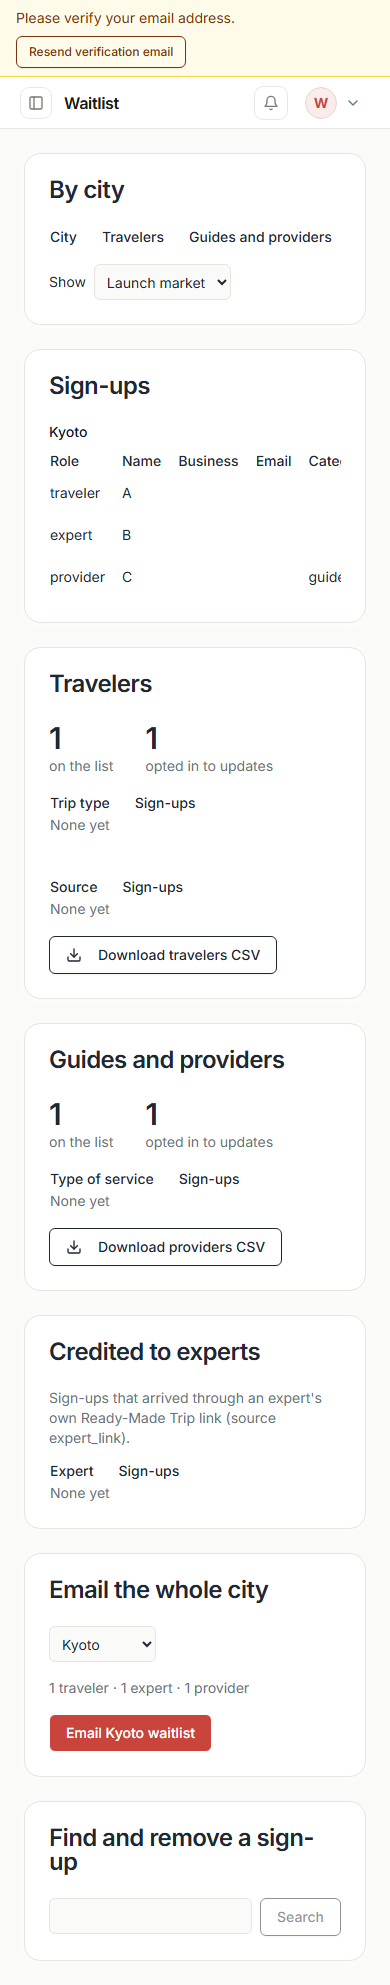 Please verify your email address.
Resend verification email
Waitlist
W
By city
City Travelers Guides and providers
Show Launch market
Sign-ups
Kyoto
Role Name Business Email Categ
traveler A
expert B
provider C guide
Travelers
1 1
on the list opted in to updates
Trip type Sign-ups
None yet
Source Sign-ups
None yet
Download travelers CSV
Guides and providers
1 1
on the list opted in to updates
Type of service Sign-ups
None yet
Download providers CSV
Credited to experts
Sign-ups that arrived through an expert's
own Ready-Made Trip link (source
expert_link).
Expert Sign-ups
None yet
Email the whole city
Kyoto
1 traveler · 1 expert · 1 provider
Email Kyoto waitlist
Find and remove a sign-
up
Search